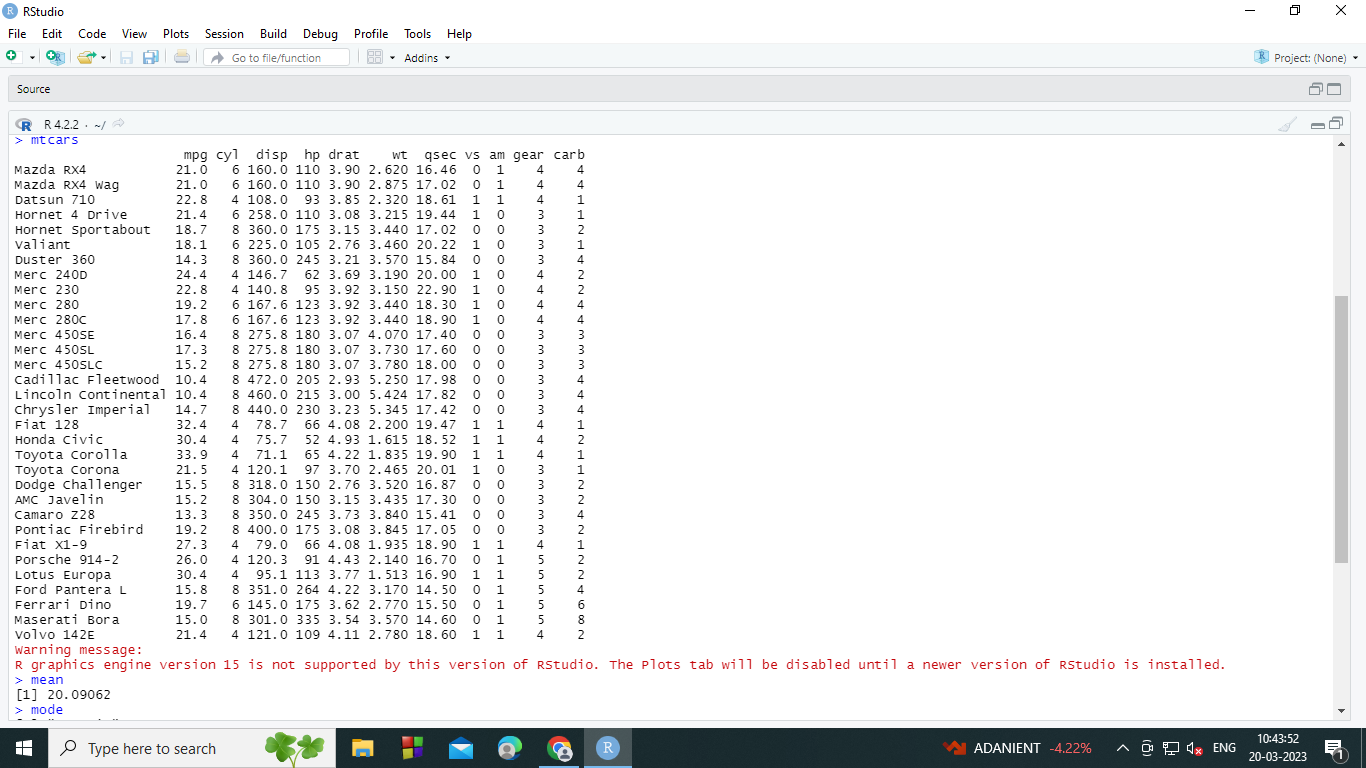 RStudio
File Edit Code View Plots Session Build Debug Profile Tools Help
Go to file/function Addins Project: (None)
Source
R 4.2.2 · ~/
> mtcars
mpg cyl disp hp drat wt qsec vs am gear carb
Mazda RX4 21.0 6 160.0 110 3.90 2.620 16.46 0 1 4 4
Mazda RX4 Wag 21.0 6 160.0 110 3.90 2.875 17.02 0 1 4 4
Datsun 710 22.8 4 108.0 93 3.85 2.320 18.61 1 1 4 1
Hornet 4 Drive 21.4 6 258.0 110 3.08 3.215 19.44 1 0 3 1
Hornet Sportabout 18.7 8 360.0 175 3.15 3.440 17.02 0 0 3 2
Valiant 18.1 6 225.0 105 2.76 3.460 20.22 1 0 3 1
Duster 360 14.3 8 360.0 245 3.21 3.570 15.84 0 0 3 4
Merc 240D 24.4 4 146.7 62 3.69 3.190 20.00 1 0 4 2
Merc 230 22.8 4 140.8 95 3.92 3.150 22.90 1 0 4 2
Merc 280 19.2 6 167.6 123 3.92 3.440 18.30 1 0 4 4
Merc 280C 17.8 6 167.6 123 3.92 3.440 18.90 1 0 4 4
Merc 450SE 16.4 8 275.8 180 3.07 4.070 17.40 0 0 3 3
Merc 450SL 17.3 8 275.8 180 3.07 3.730 17.60 0 0 3 3
Merc 450SLC 15.2 8 275.8 180 3.07 3.780 18.00 0 0 3 3
Cadillac Fleetwood 10.4 8 472.0 205 2.93 5.250 17.98 0 0 3 4
Lincoln Continental 10.4 8 460.0 215 3.00 5.424 17.82 0 0 3 4
Chrysler Imperial 14.7 8 440.0 230 3.23 5.345 17.42 0 0 3 4
Fiat 128 32.4 4 78.7 66 4.08 2.200 19.47 1 1 4 1
Honda Civic 30.4 4 75.7 52 4.93 1.615 18.52 1 1 4 2
Toyota Corolla 33.9 4 71.1 65 4.22 1.835 19.90 1 1 4 1
Toyota Corona 21.5 4 120.1 97 3.70 2.465 20.01 1 0 3 1
Dodge Challenger 15.5 8 318.0 150 2.76 3.520 16.87 0 0 3 2
AMC Javelin 15.2 8 304.0 150 3.15 3.435 17.30 0 0 3 2
Camaro Z28 13.3 8 350.0 245 3.73 3.840 15.41 0 0 3 4
Pontiac Firebird 19.2 8 400.0 175 3.08 3.845 17.05 0 0 3 2
Fiat X1-9 27.3 4 79.0 66 4.08 1.935 18.90 1 1 4 1
Porsche 914-2 26.0 4 120.3 91 4.43 2.140 16.70 0 1 5 2
Lotus Europa 30.4 4 95.1 113 3.77 1.513 16.90 1 1 5 2
Ford Pantera L 15.8 8 351.0 264 4.22 3.170 14.50 0 1 5 4
Ferrari Dino 19.7 6 145.0 175 3.62 2.770 15.50 0 1 5 6
Maserati Bora 15.0 8 301.0 335 3.54 3.570 14.60 0 1 5 8
Volvo 142E 21.4 4 121.0 109 4.11 2.780 18.60 1 1 4 2
Warning message:
R graphics engine version 15 is not supported by this version of RStudio. The Plots tab will be disabled until a newer version of RStudio is installed.
> mean
[1] 20.09062
> mode
Type here to search ADANIENT -4.22% ENG 10:43:52
20-03-2023 1